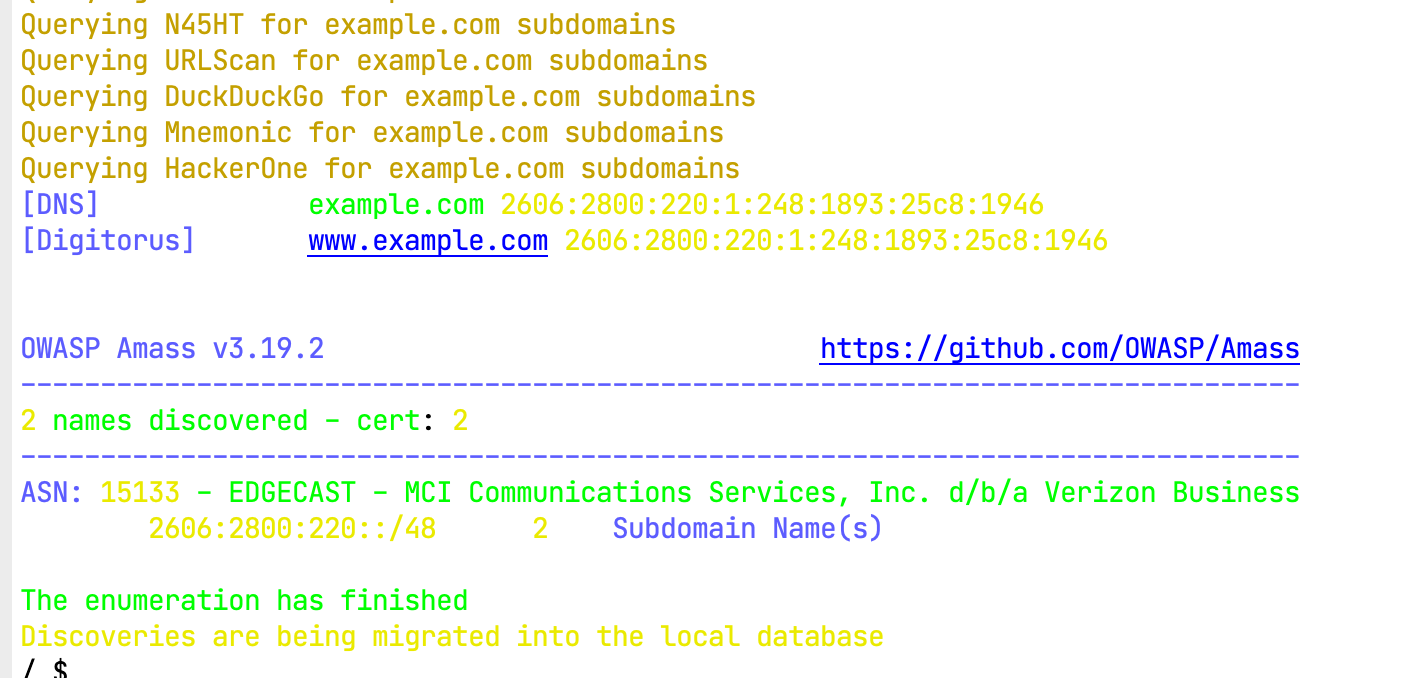 Querying N45HT for example.com subdomains
Querying URLScan for example.com subdomains
Querying DuckDuckGo for example.com subdomains
Querying Mnemonic for example.com subdomains
Querying HackerOne for example.com subdomains
[DNS]             example.com 2606:2800:220:1:248:1893:25c8:1946
[Digitorus]       www.example.com 2606:2800:220:1:248:1893:25c8:1946
OWASP Amass v3.19.2                               https://github.com/OWASP/Amass
--------------------------------------------------------------------------------
2 names discovered - cert: 2
--------------------------------------------------------------------------------
ASN: 15133 - EDGECAST - MCI Communications Services, Inc. d/b/a Verizon Business
        2606:2800:220::/48      2    Subdomain Name(s)
The enumeration has finished
Discoveries are being migrated into the local database
/ $